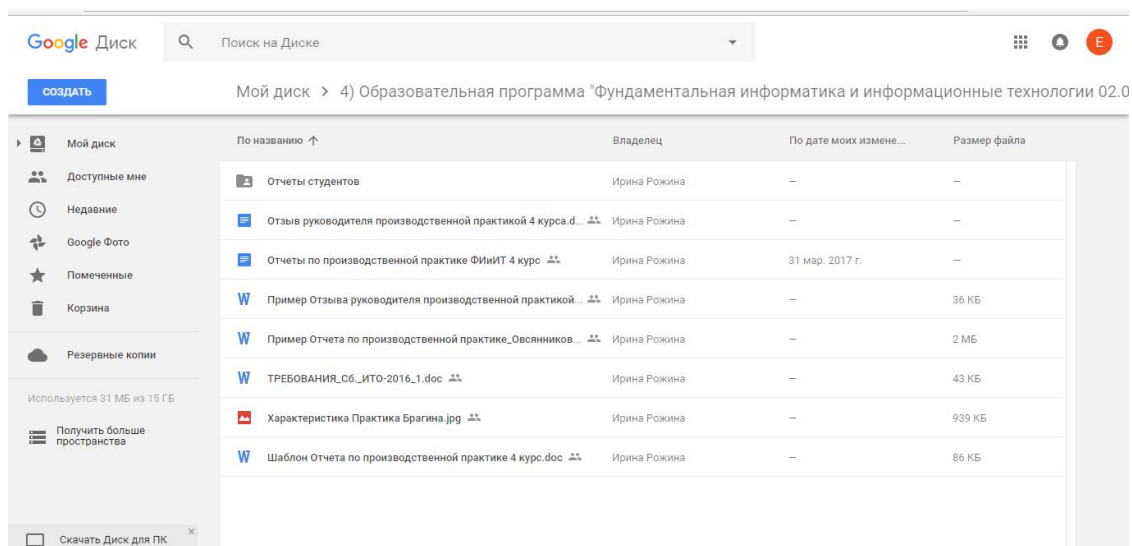 Google Диск
Поиск на Диске
E
СОЗДАТЬ
Мой диск > 4) Образовательная программа "Фундаментальная информатика и информационные технологии 02.0
Мой диск
Доступные мне
Недавние
Google Фото
Помеченные
Корзина
Резервные копии
Используется 31 МБ из 15 ГБ
Получить больше
пространства
Скачать Диск для ПК
По названию Владелец По дате моих измене... Размер файла
Отчеты студентов Ирина Рожина – –
Отзыв руководителя производственной практикой 4 курса.d... Ирина Рожина – –
Отчеты по производственной практике ФИиИТ 4 курс Ирина Рожина 31 мар. 2017 г. –
W Пример Отзыва руководителя производственной практикой... Ирина Рожина – 36 КБ
W Пример Отчета по производственной практике_Овсянников... Ирина Рожина – 2 МБ
W ТРЕБОВАНИЯ_Сб._ИТО-2016_1.doc Ирина Рожина – 43 КБ
Характеристика Практика Брагина.jpg Ирина Рожина – 939 КБ
W Шаблон Отчета по производственной практике 4 курс.doc Ирина Рожина – 86 КБ